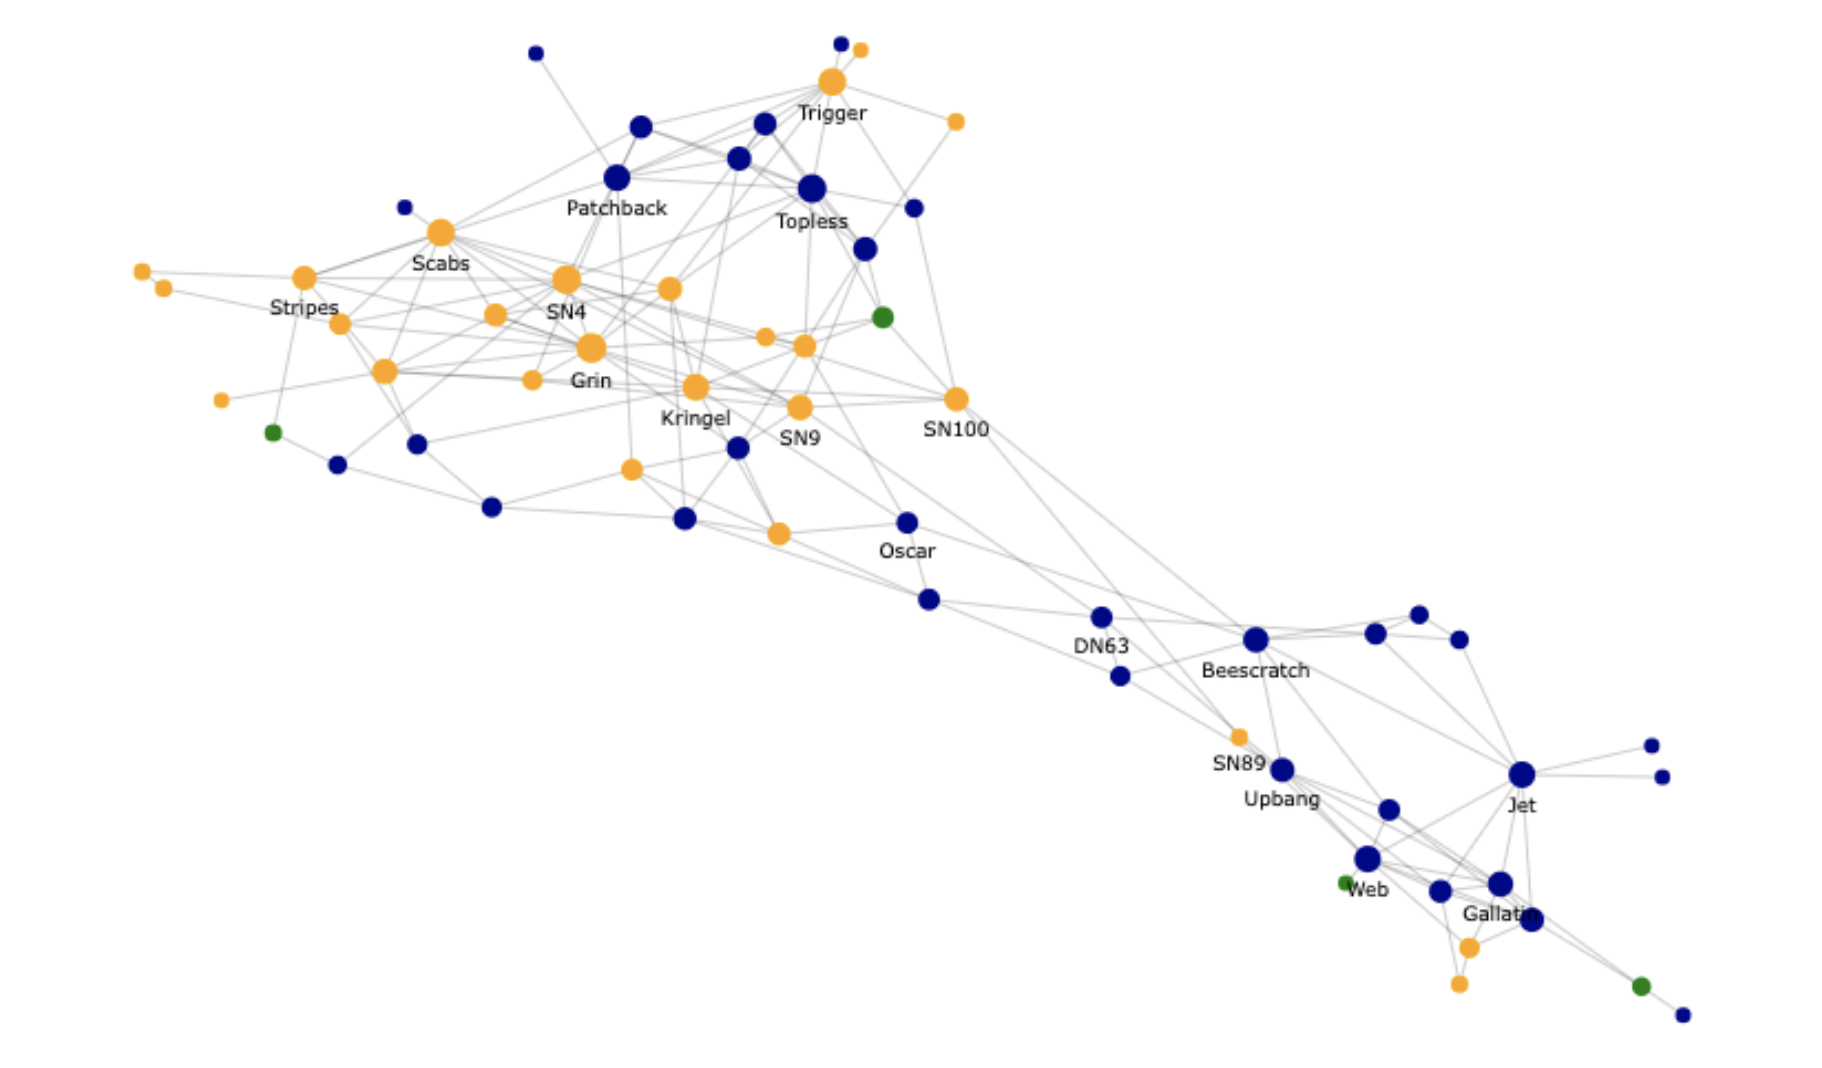 Trigger
Patchback
Topless
Scabs
Stripes
SN4
Grin
Kringel
SN9
SN100
Oscar
DN63
Beescratch
SN89
Upbang
Jet
Web
Gallatin